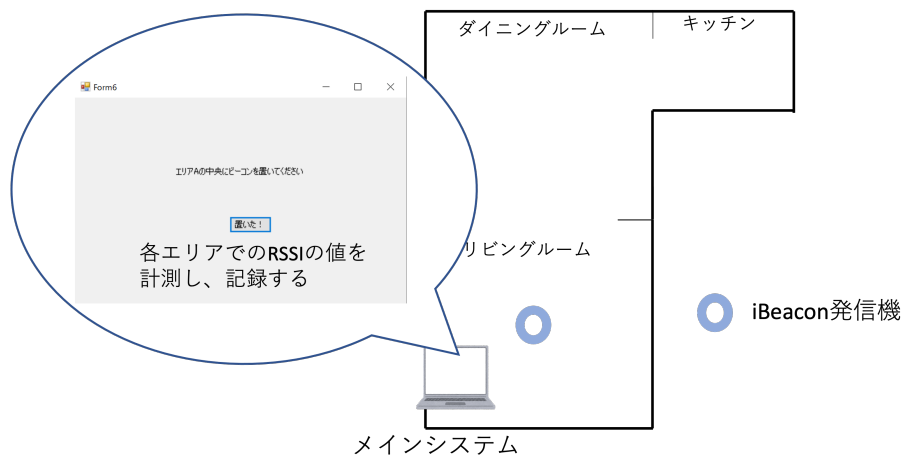 ダイニングルーム
キッチン
Form6
エリアAの中央にビーコンを置いてください
置いた！
各エリアでのRSSIの値を
計測し、記録する
リビングルーム
iBeacon発信機
メインシステム